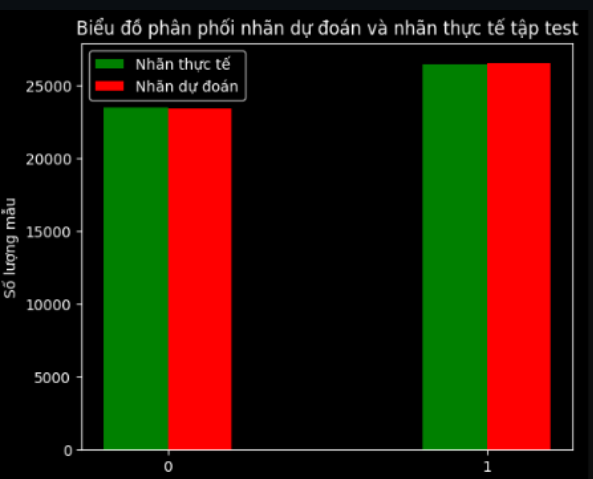 Biểu đồ phân phối nhãn dự đoán và nhãn thực tế tập test
Nhãn thực tế
Nhãn dự đoán
Số lượng mẫu
25000
20000
15000
10000
5000
0
0
1